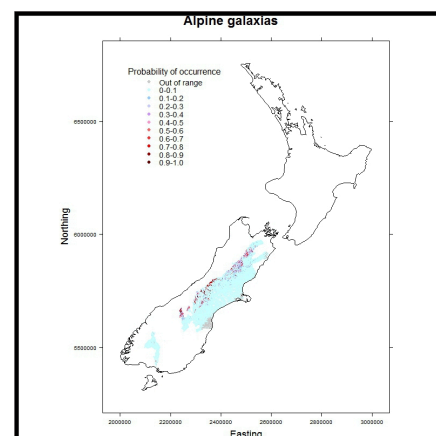 Alpine galaxias
Probability of occurrence
Out of range
0-0.1
0.1-0.2
0.2-0.3
0.3-0.4
0.4-0.5
0.5-0.6
0.6-0.7
0.7-0.8
0.8-0.9
0.9-1.0
6500000
6000000
5500000
Northing
2000000 2200000 2400000 2600000 2800000 3000000
Easting